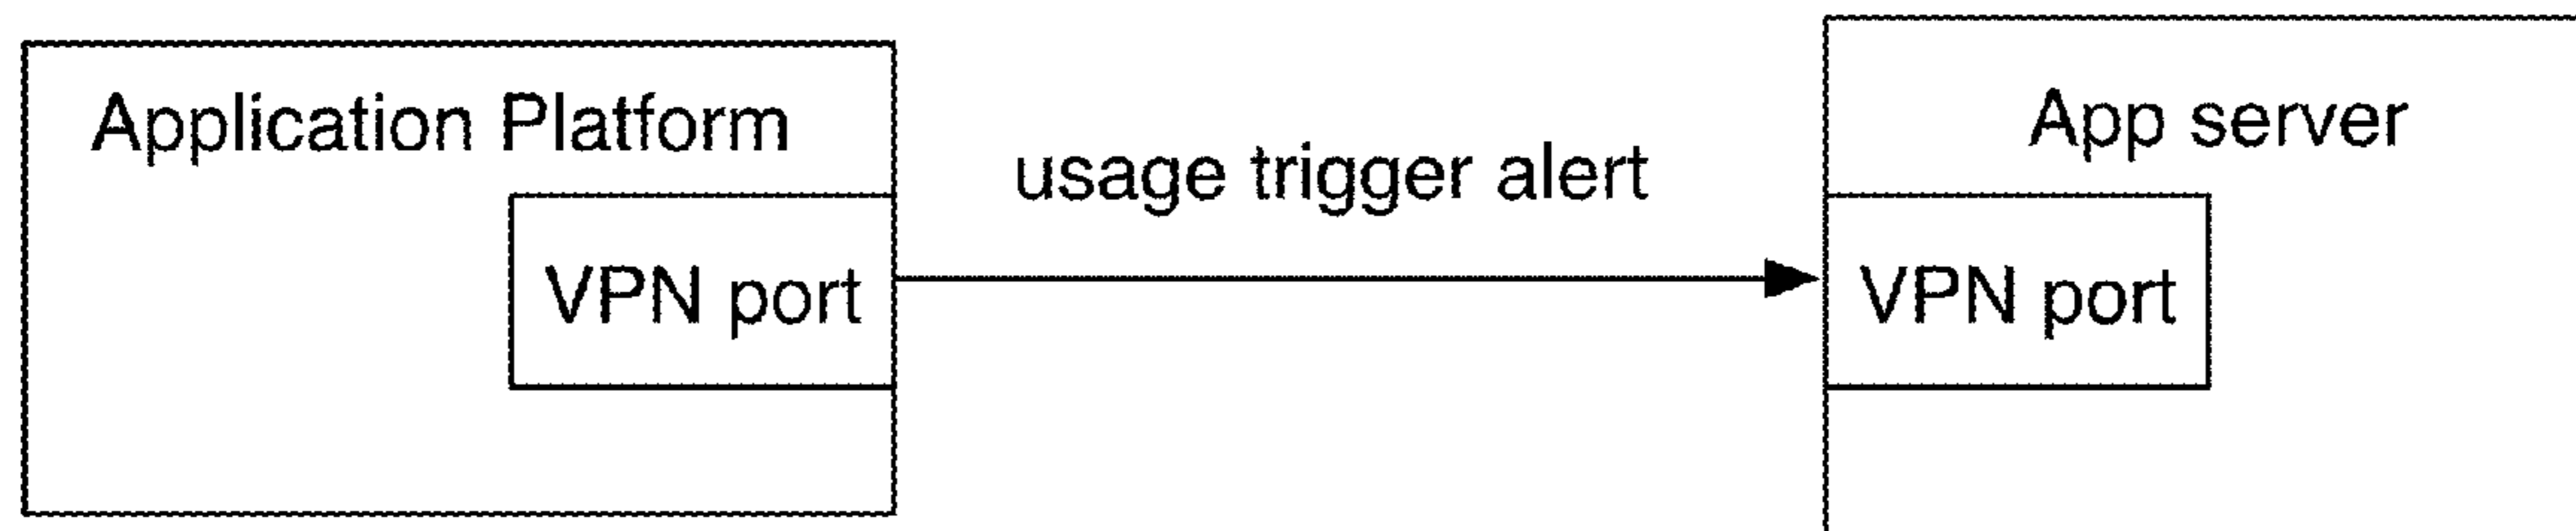 Application Platform
VPN port
usage trigger alert
App server
VPN port